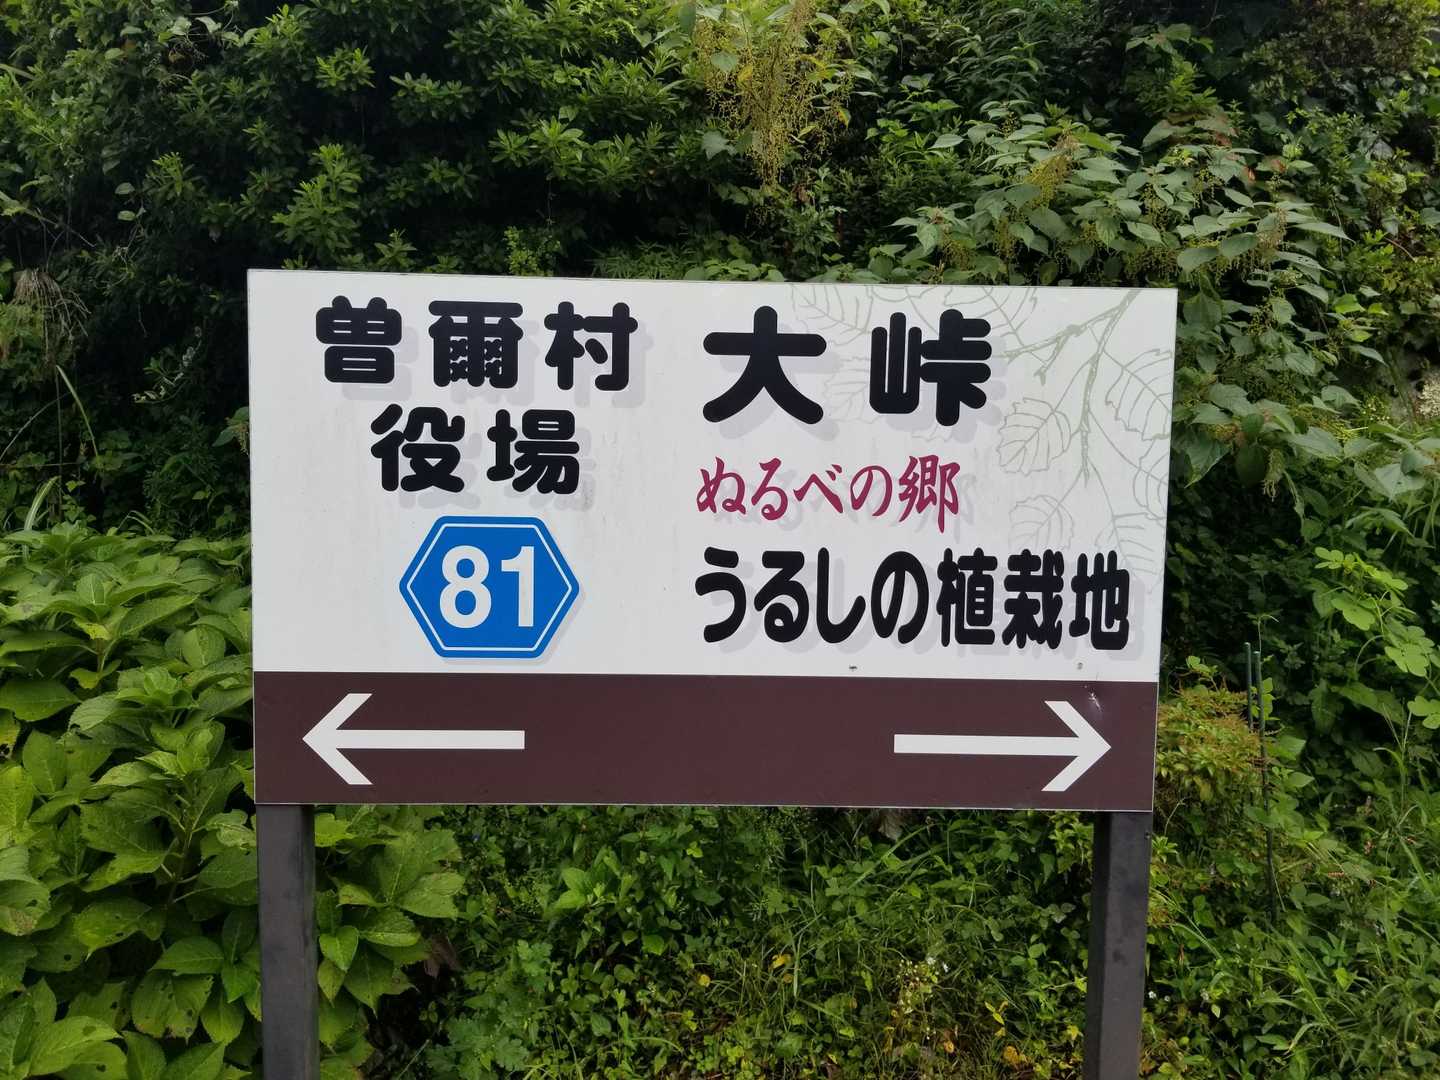 曽爾村
役場
81
大峠
ぬるべの郷
うるしの植栽地